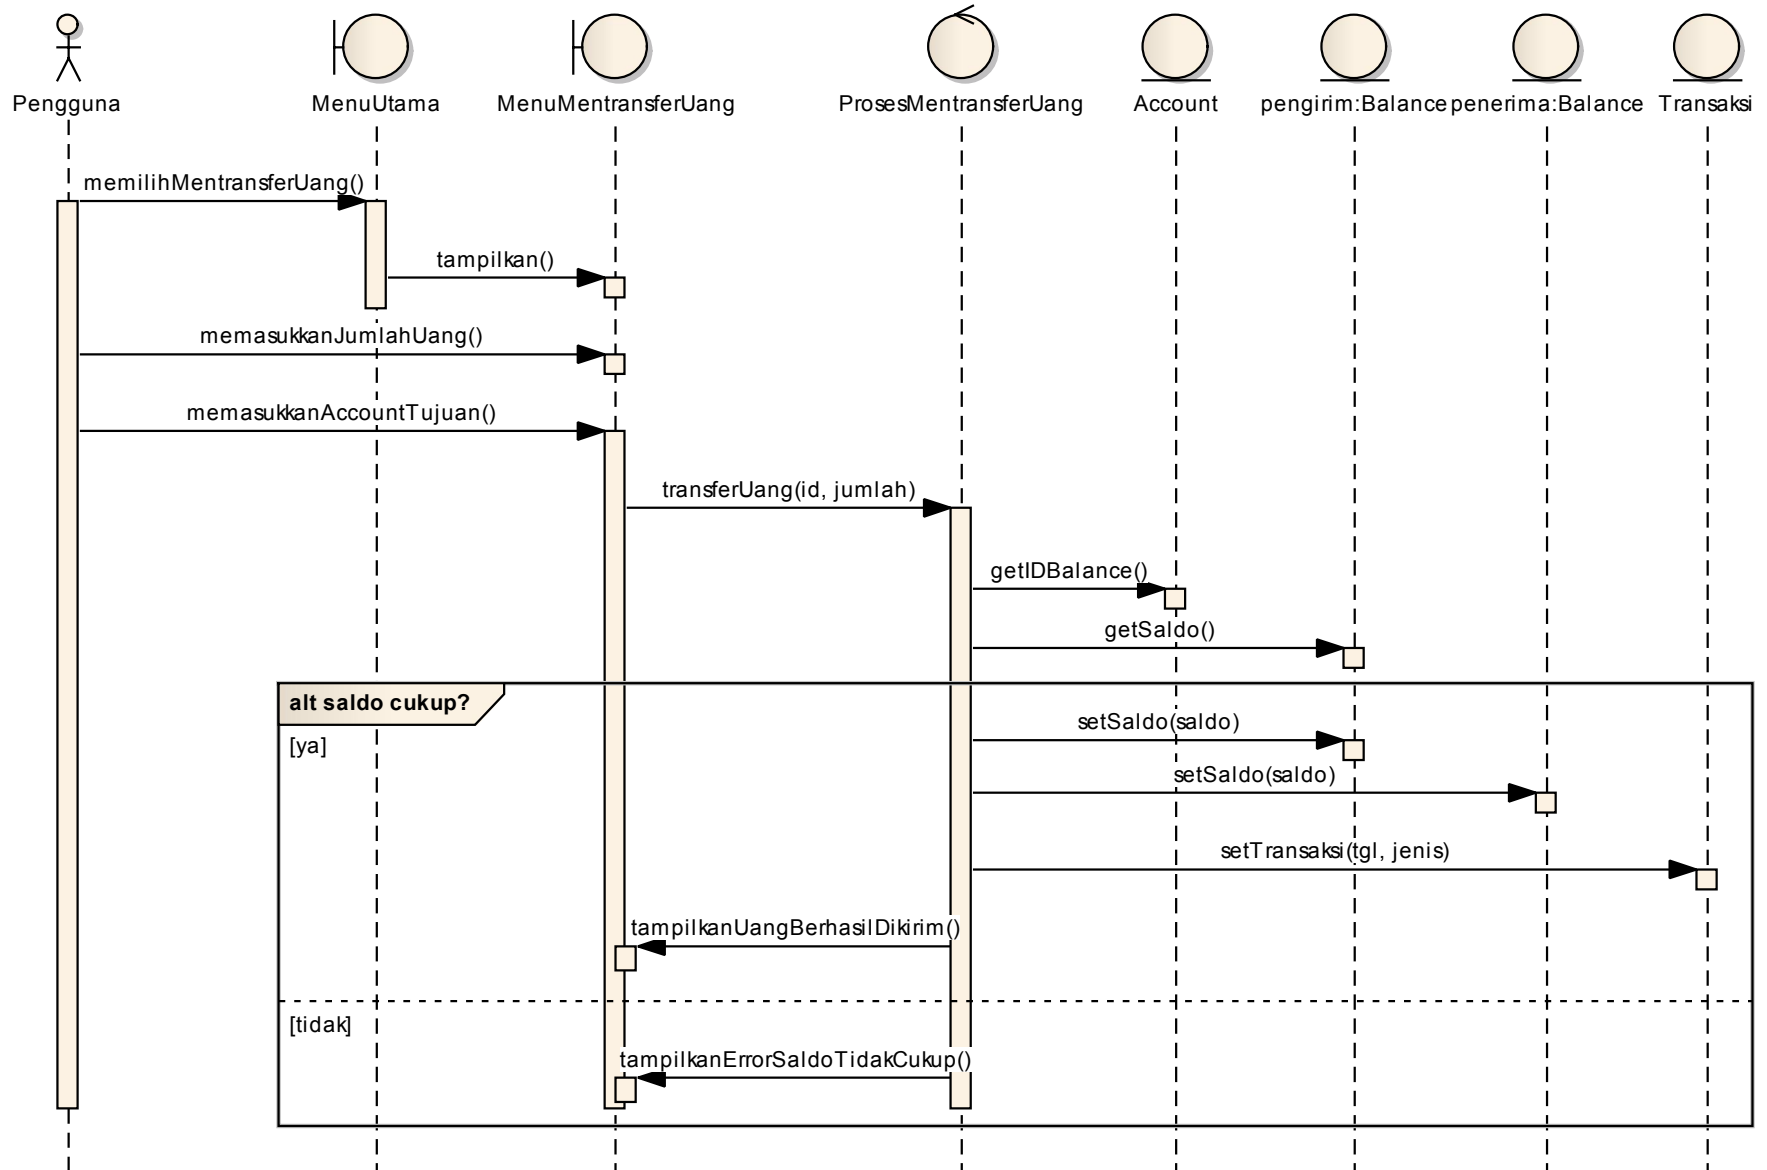 Pengguna
MenuUtama
MenuMentransferUang
ProsesMentransferUang
Account
pengirim:Balance
penerima:Balance
Transaksi
memilihMentransferUang()
tampilkan()
memasukkanJumlahUang()
memasukkanAccountTujuan()
transferUang(id, jumlah)
getIDBalance()
getSaldo()
alt saldo cukup?
[ya]
setSaldo(saldo)
setSaldo(saldo)
setTransaksi(tgl, jenis)
tampilkanUangBerhasilDikirim()
[tidak]
tampilkanErrorSaldoTidakCukup()